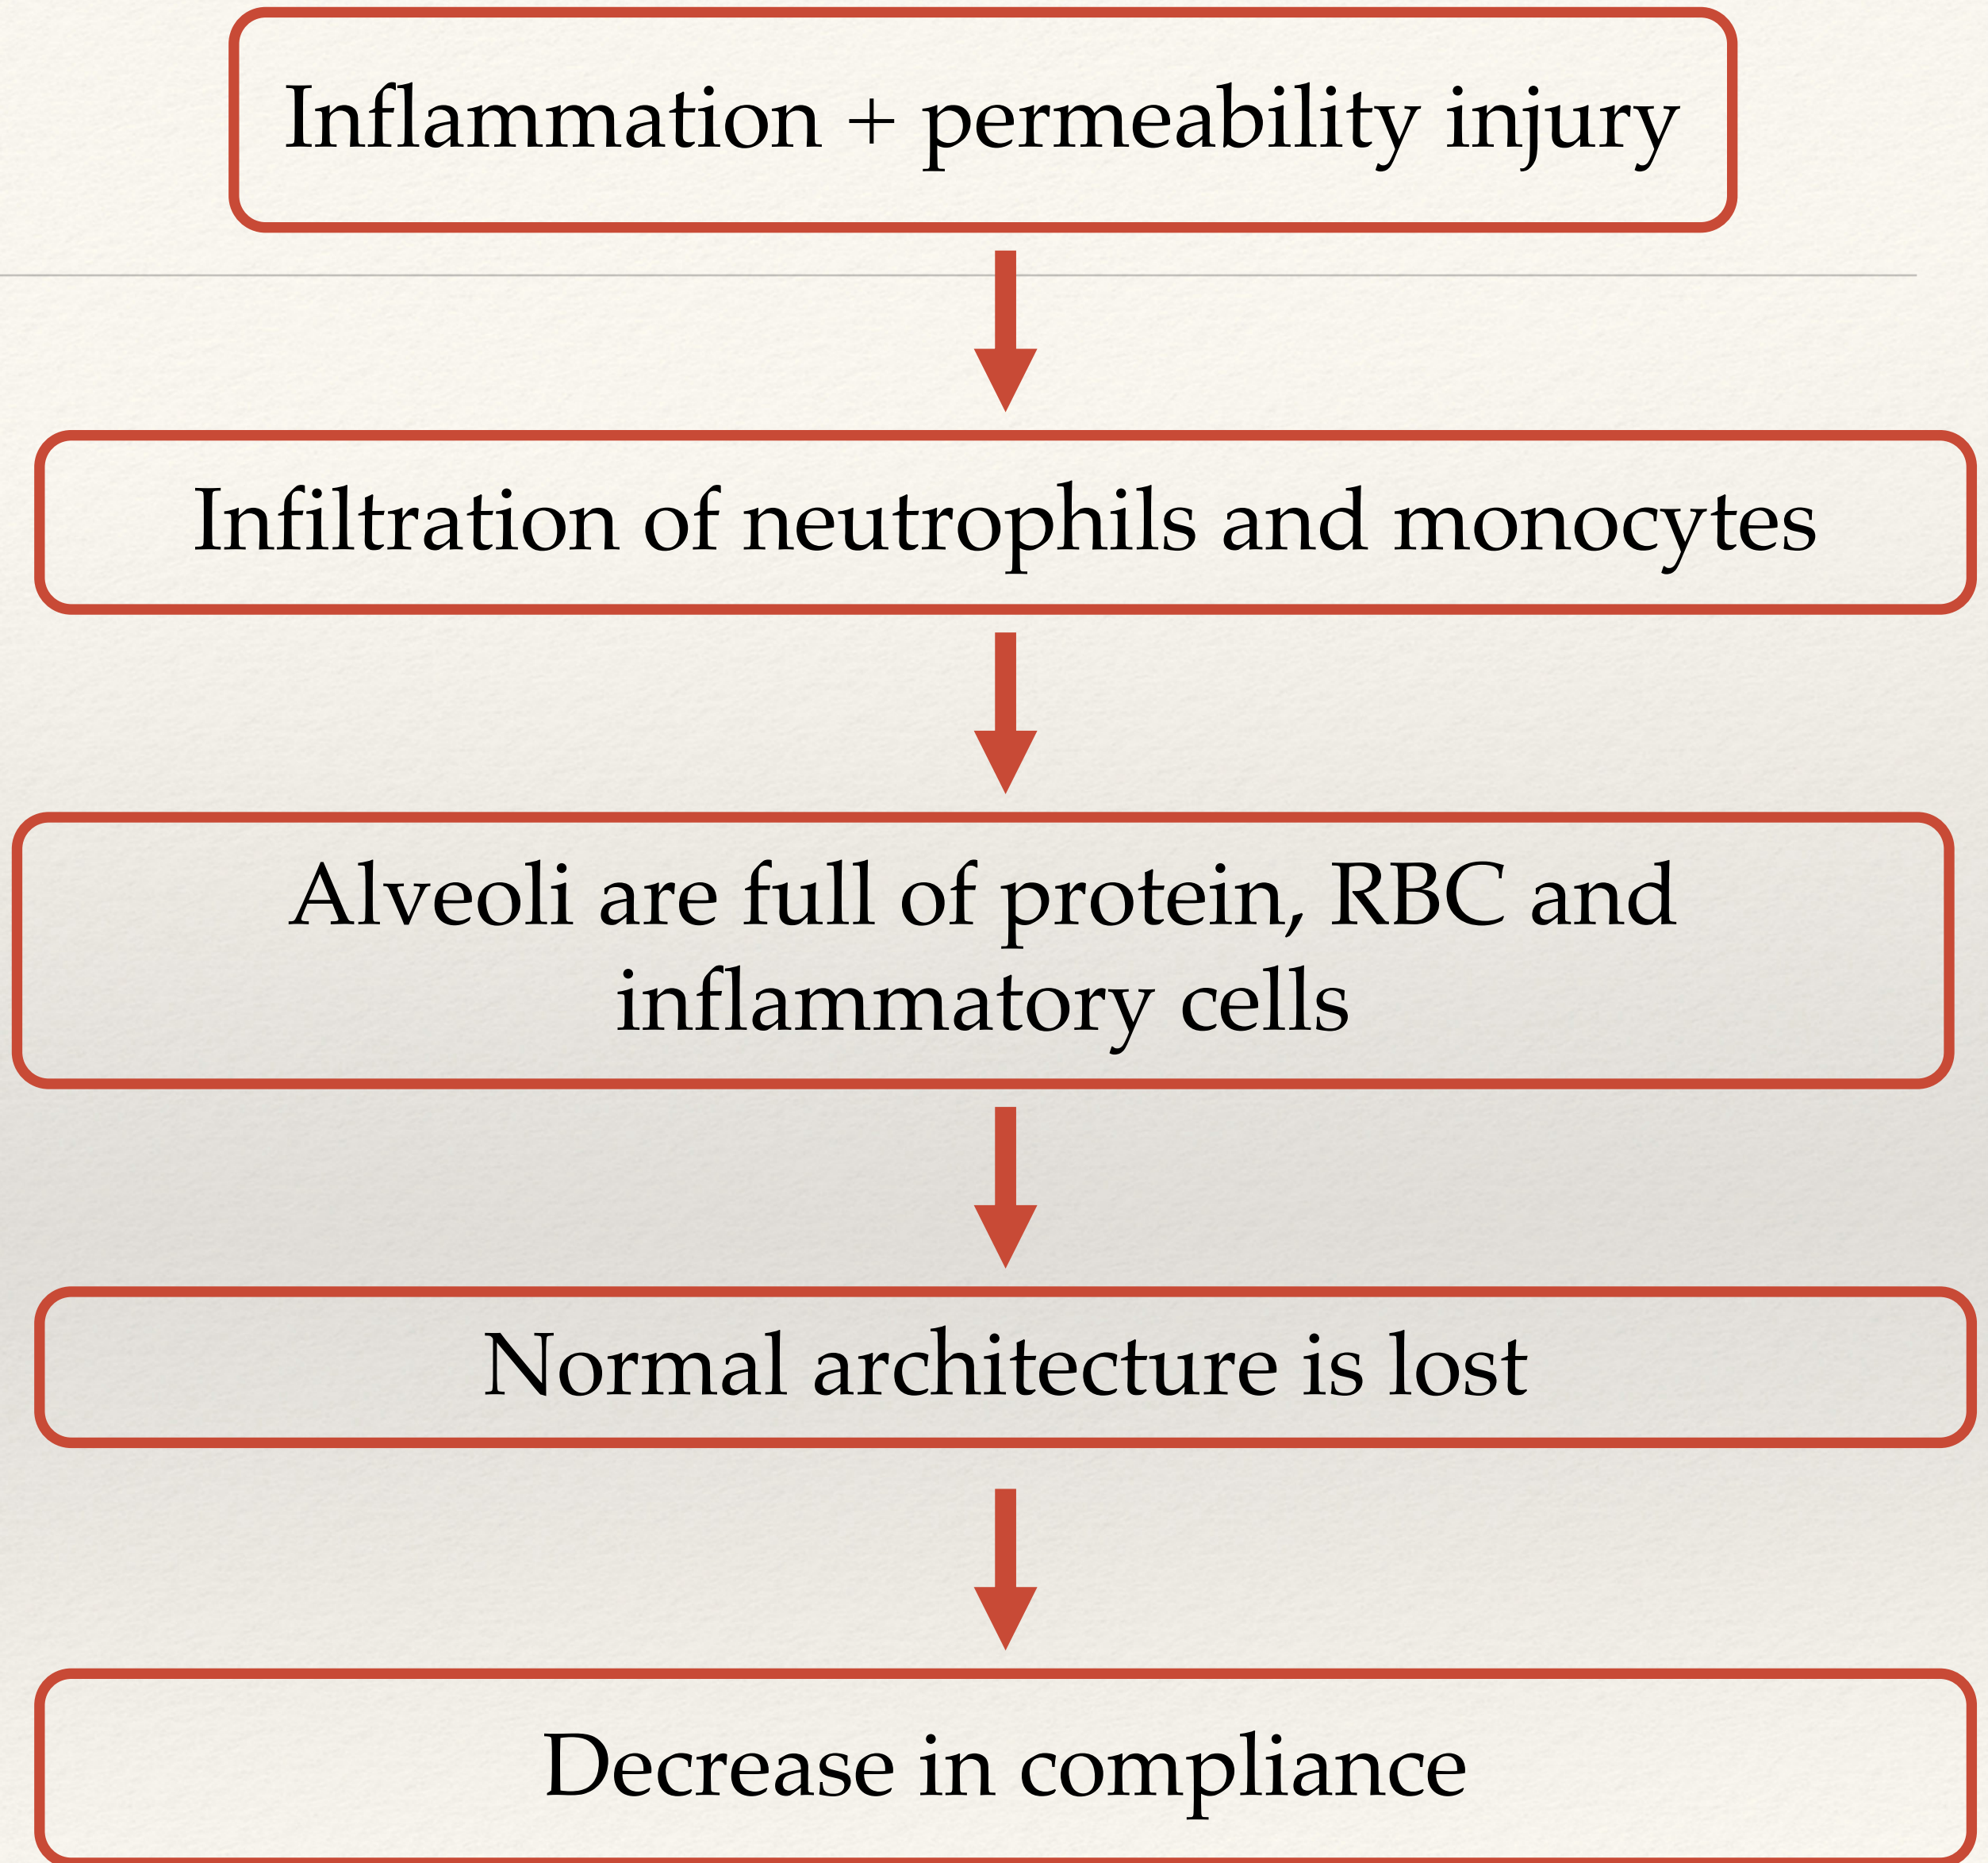 Inflammation + permeability injury
Infiltration of neutrophils and monocytes
Alveoli are full of protein, RBC and
inflammatory cells
Normal architecture is lost
Decrease in compliance